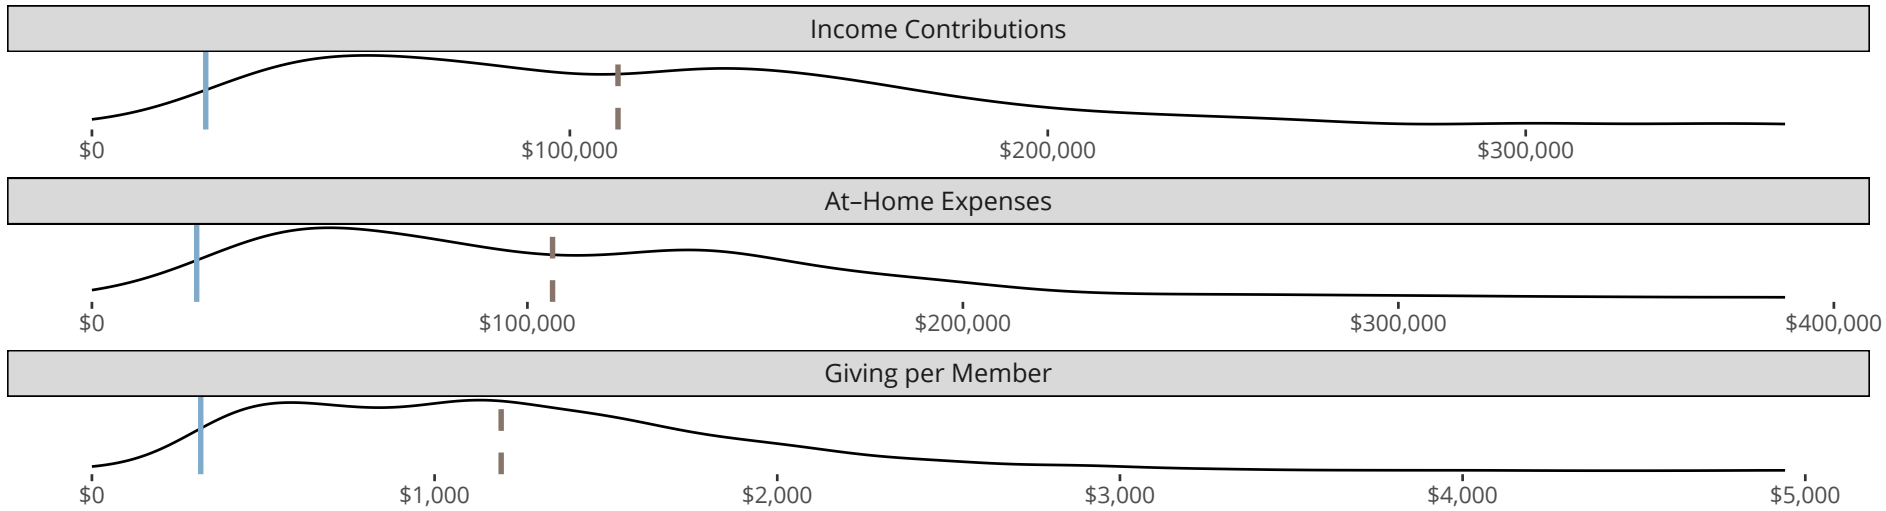 Income Contributions
$0 $100,000 $200,000 $300,000
At–Home Expenses
$0 $100,000 $200,000 $300,000 $400,000
Giving per Member
$0 $1,000 $2,000 $3,000 $4,000 $5,000